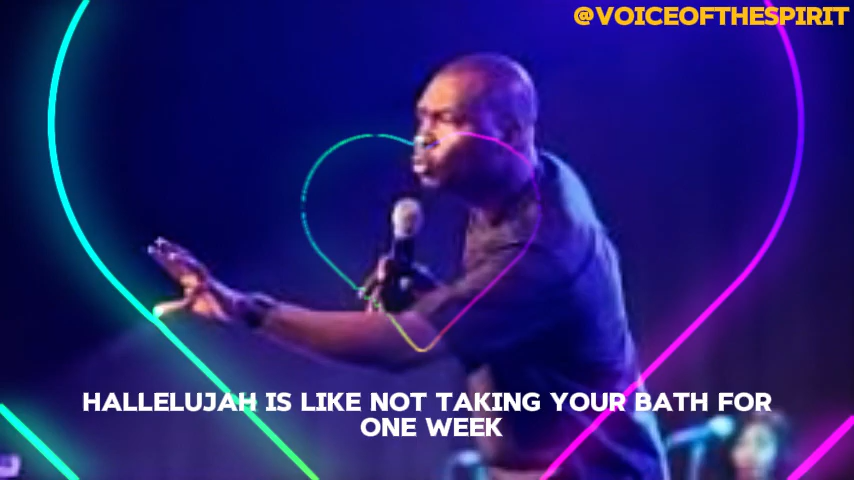 @VOICEOFTHESPIRIT
HALLELUJAH IS LIKE NOT TAKING YOUR BATH FOR
ONE WEEK